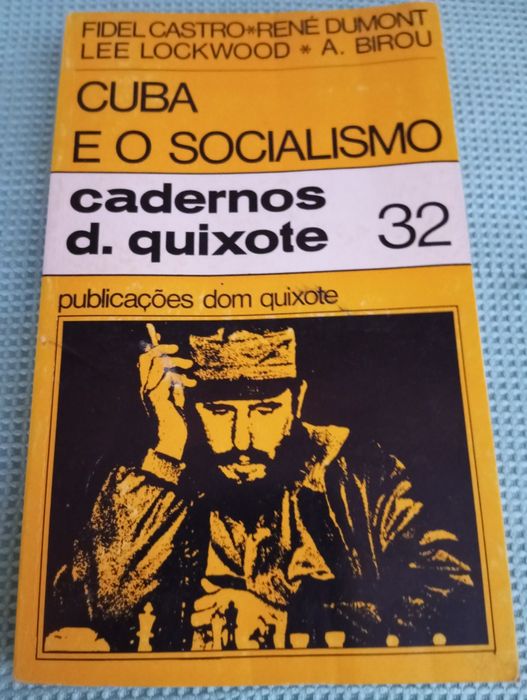 FIDEL CASTRO*RENÉ DUMONT
LEE LOCKWOOD * A. BIROU
CUBA
E O SOCIALISMO
cadernos
d. quixote 32
publicações dom quixote